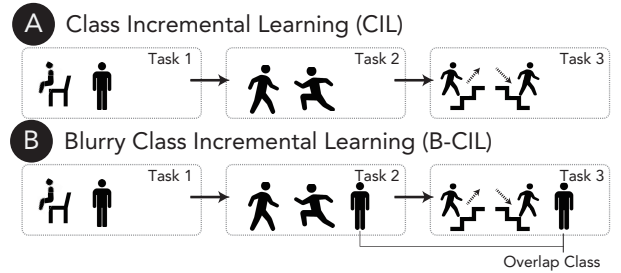 A Class Incremental Learning (CIL)
Task 1
Task 2
Task 3
B Blurry Class Incremental Learning (B-CIL)
Task 1
Task 2
Task 3
Overlap Class